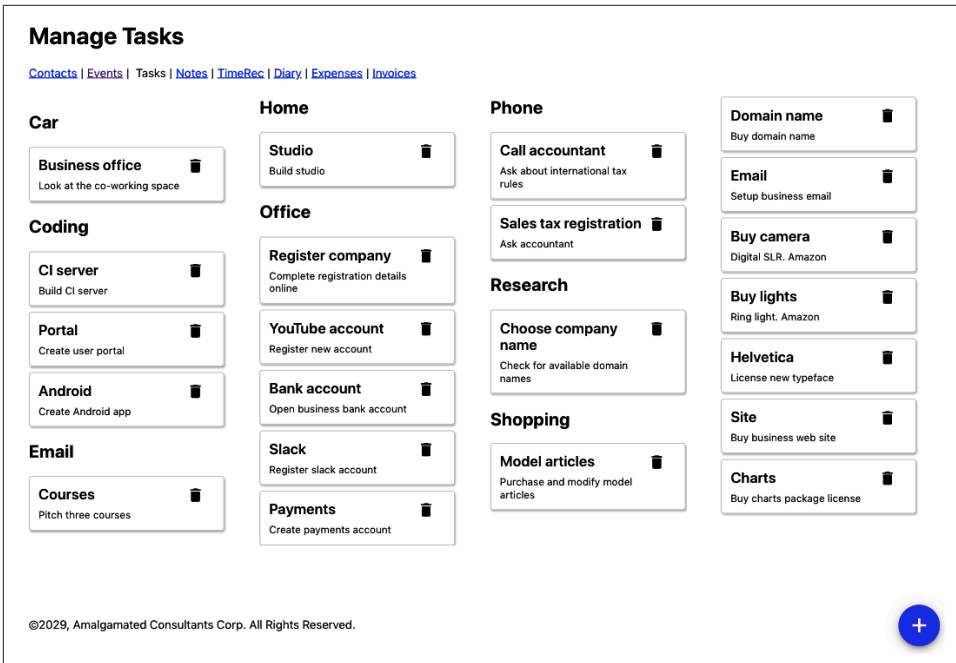 Manage Tasks
Contacts | Events | Tasks | Notes | TimeRec | Diary | Expenses | Invoices
Car
Business office
Look at the co-working space
Coding
CI server
Build CI server
Portal
Create user portal
Android
Create Android app
Email
Courses
Pitch three courses
Home
Studio
Build studio
Office
Register company
Complete registration details
online
YouTube account
Register new account
Bank account
Open business bank account
Slack
Register slack account
Payments
Create payments account
Phone
Call accountant
Ask about international tax
rules
Sales tax registration
Ask accountant
Research
Choose company
name
Check for available domain
names
Shopping
Model articles
Purchase and modify model
articles
Domain name
Buy domain name
Email
Setup business email
Buy camera
Digital SLR. Amazon
Buy lights
Ring light. Amazon
Helvetica
License new typeface
Site
Buy business web site
Charts
Buy charts package license
©2029, Amalgamated Consultants Corp. All Rights Reserved.
+